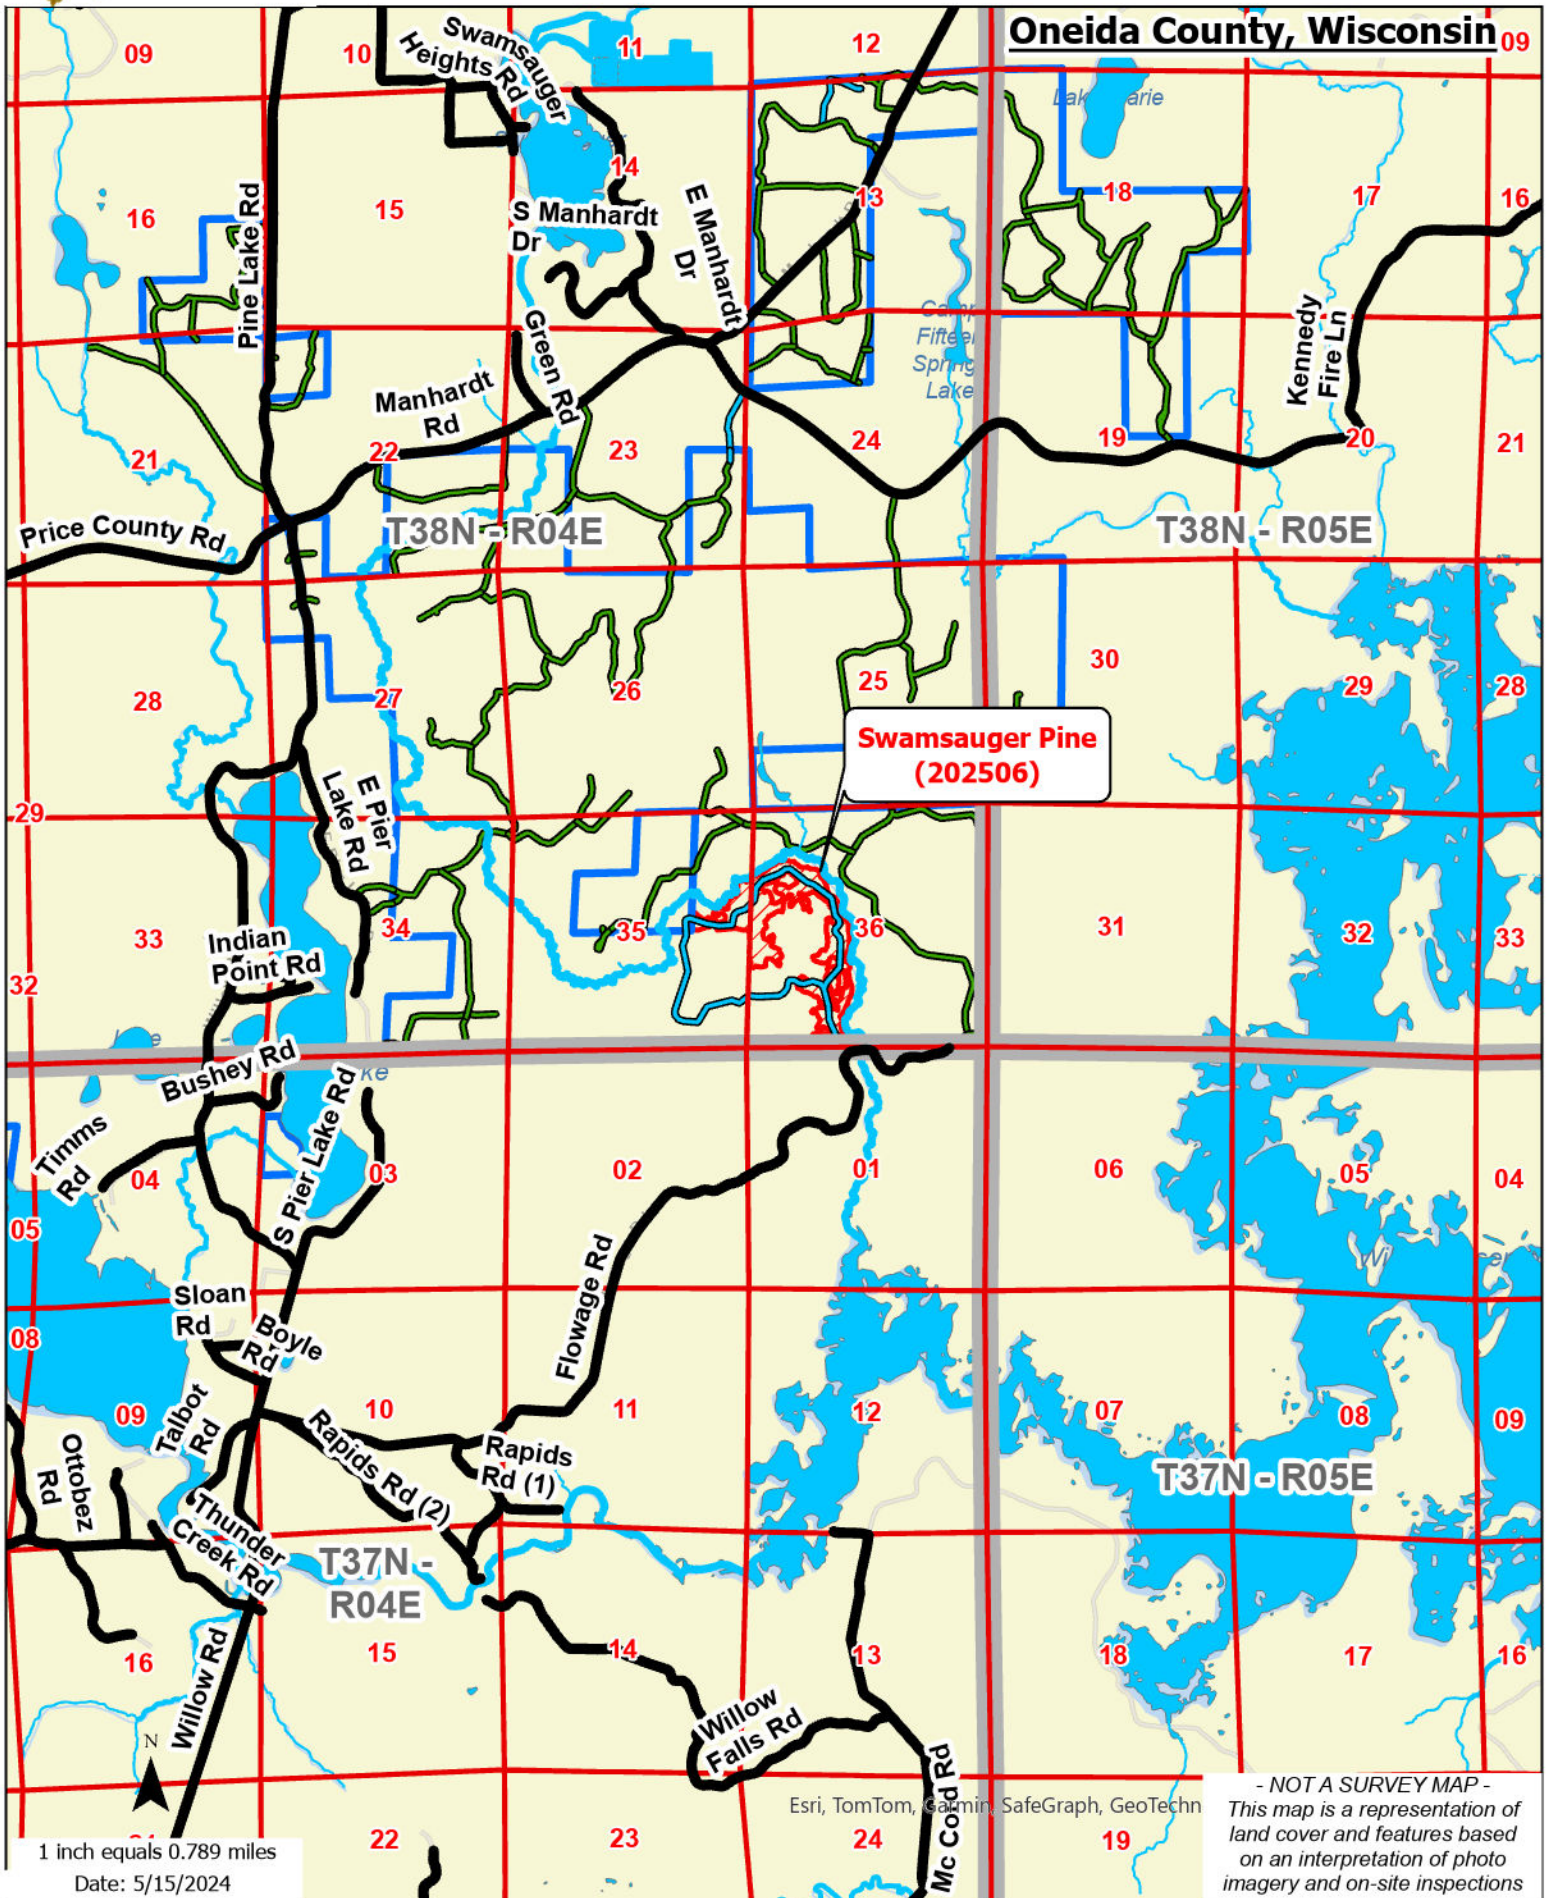 Oneida County, Wisconsin
09
10
11
12
09
Swamsauger
Heights Rd
14
13
18
17
16
16
15
Pine Lake Rd
S Manhardt
Dr
E Manhardt
Dr
Camp
Fifteen
Spring
Lake
Kennedy
Fire Ln
Green Rd
Manhardt
Rd
21
22
23
24
19
20
21
Price County Rd
T38N - R04E
T38N - R05E
28
27
26
25
30
29
28
Swamsauger Pine
(202506)
29
E Pier
Lake Rd
33
34
35
36
31
32
33
Indian
Point Rd
32
Bushey Rd
Timms
Rd
S Pier Lake Rd
04
03
02
01
06
05
04
05
Flowage Rd
Sloan
Rd
Boyle
Rd
08
09
10
11
12
07
08
09
Talbot
Rd
Ottobez
Rd
Rapids Rd (2)
Rapids
Rd (1)
T37N - R05E
Thunder
Creek Rd
T37N -
R04E
16
15
14
13
18
17
16
Willow Rd
Willow
Falls Rd
Mc Cord Rd
N
Esri, TomTom, Garmin, SafeGraph, GeoTechn
22
23
24
19
1 inch equals 0.789 miles
Date: 5/15/2024
- NOT A SURVEY MAP -
This map is a representation of
land cover and features based
on an interpretation of photo
imagery and on-site inspections